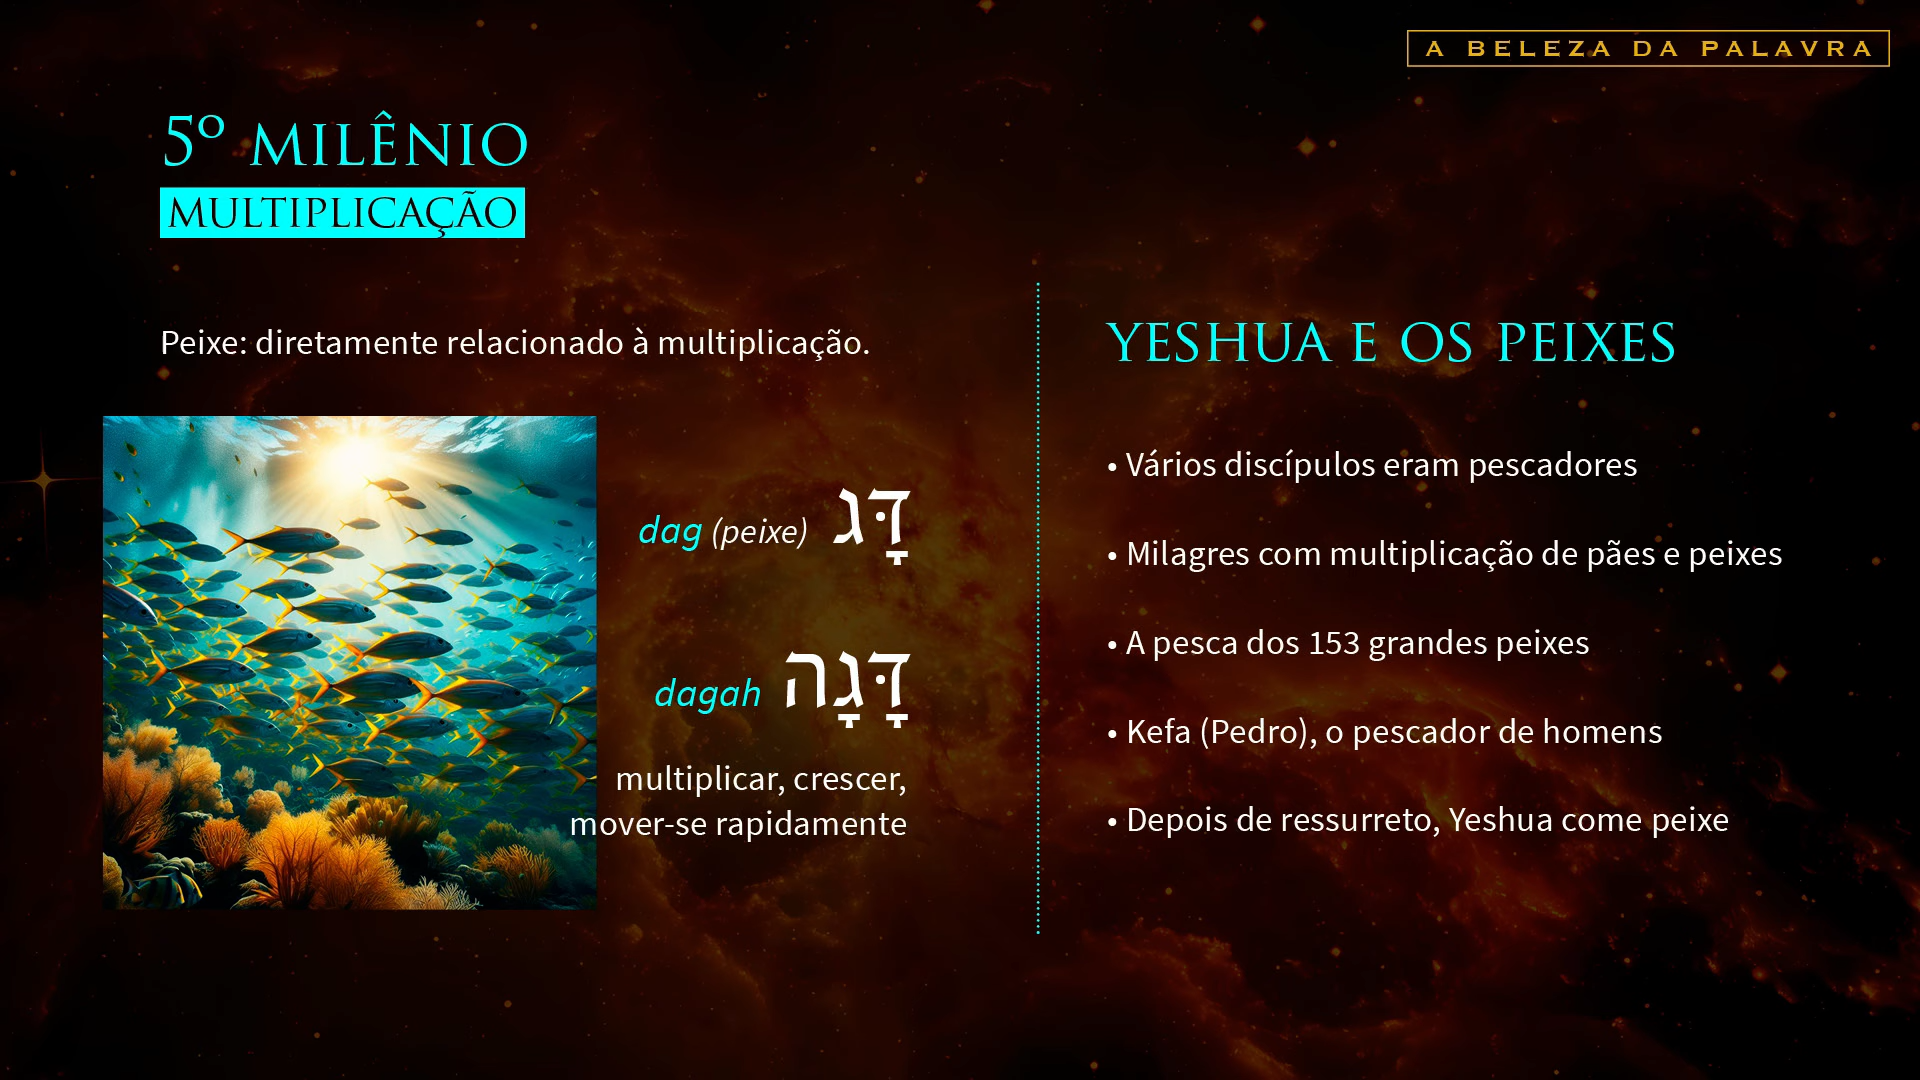 A BELEZA DA PALAVRA
5º MILÊNIO
MULTIPLICAÇÃO
Peixe: diretamente relacionado à multiplicação.
dag (peixe) דָּג
dagah דָּגָה
multiplicar, crescer,
mover-se rapidamente
YESHUA E OS PEIXES
• Vários discípulos eram pescadores
• Milagres com multiplicação de pães e peixes
• A pesca dos 153 grandes peixes
• Kefa (Pedro), o pescador de homens
• Depois de ressurreto, Yeshua come peixe